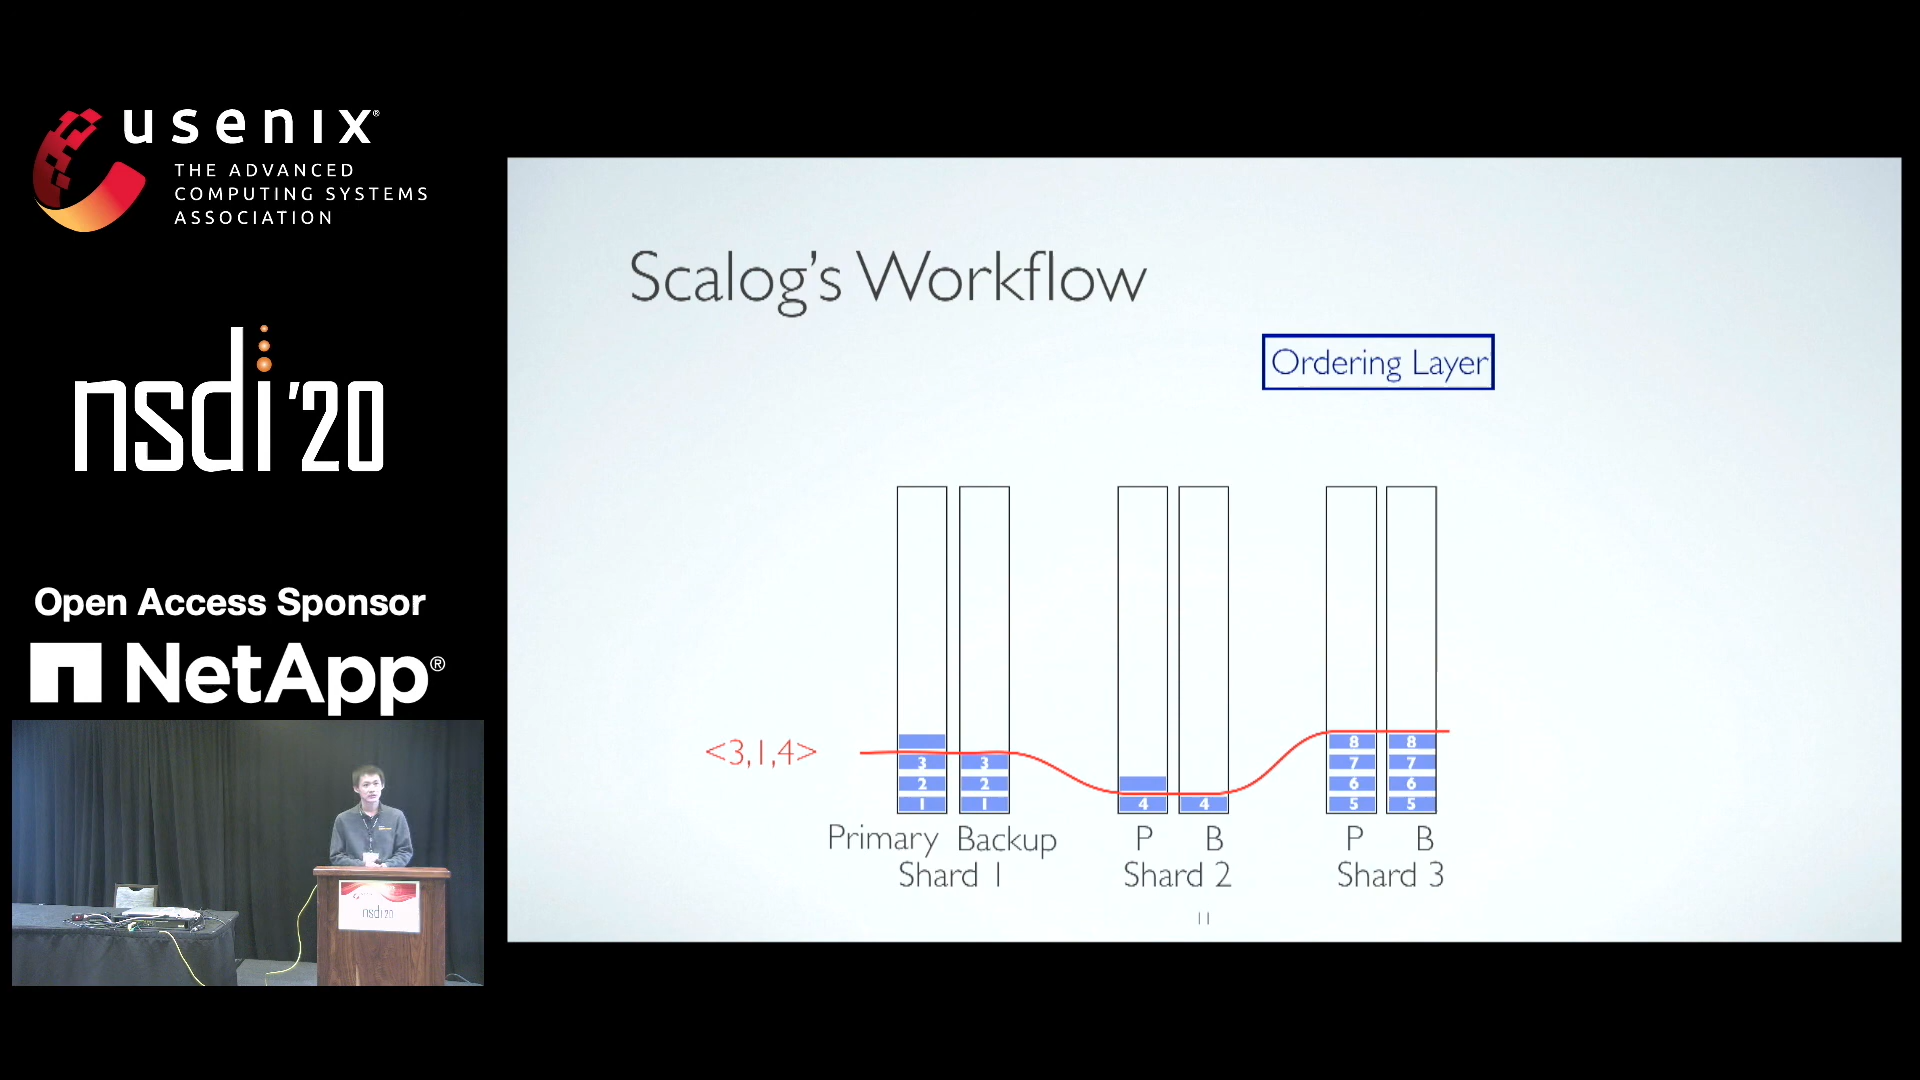 usenix®
THE ADVANCED
COMPUTING SYSTEMS
ASSOCIATION
nsdi '20
Open Access Sponsor
NetApp®
nsdi 20
Scalog's Workflow
Ordering Layer
<3,1,4>
3 3
2 2
1 1
4 4
8 8
7 7
6 6
5 5
Primary Backup
Shard 1
P B
Shard 2
P B
Shard 3
11